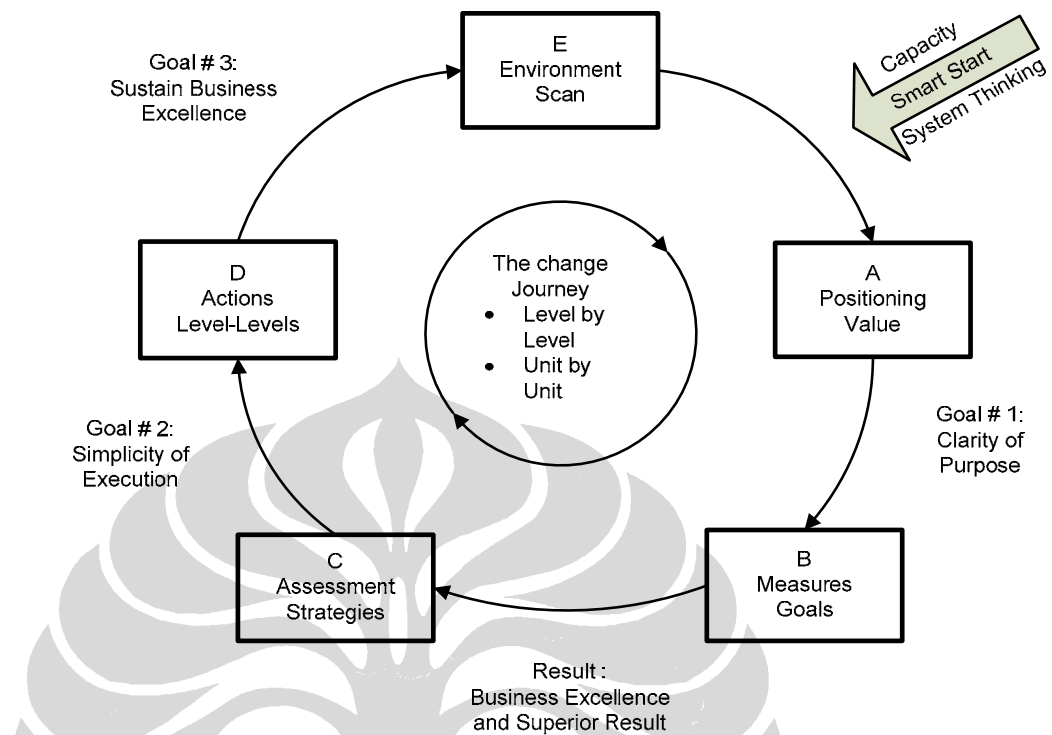 E
Environment
Scan
Goal # 3:
Sustain Business
Excellence
Capacity
Smart Start
System Thinking
D
Actions
Level-Levels
The change
Journey
• Level by
Level
• Unit by
Unit
A
Positioning
Value
Goal # 2:
Simplicity of
Execution
Goal # 1:
Clarity of
Purpose
C
Assessment
Strategies
B
Measures
Goals
Result :
Business Excellence
and Superior Result